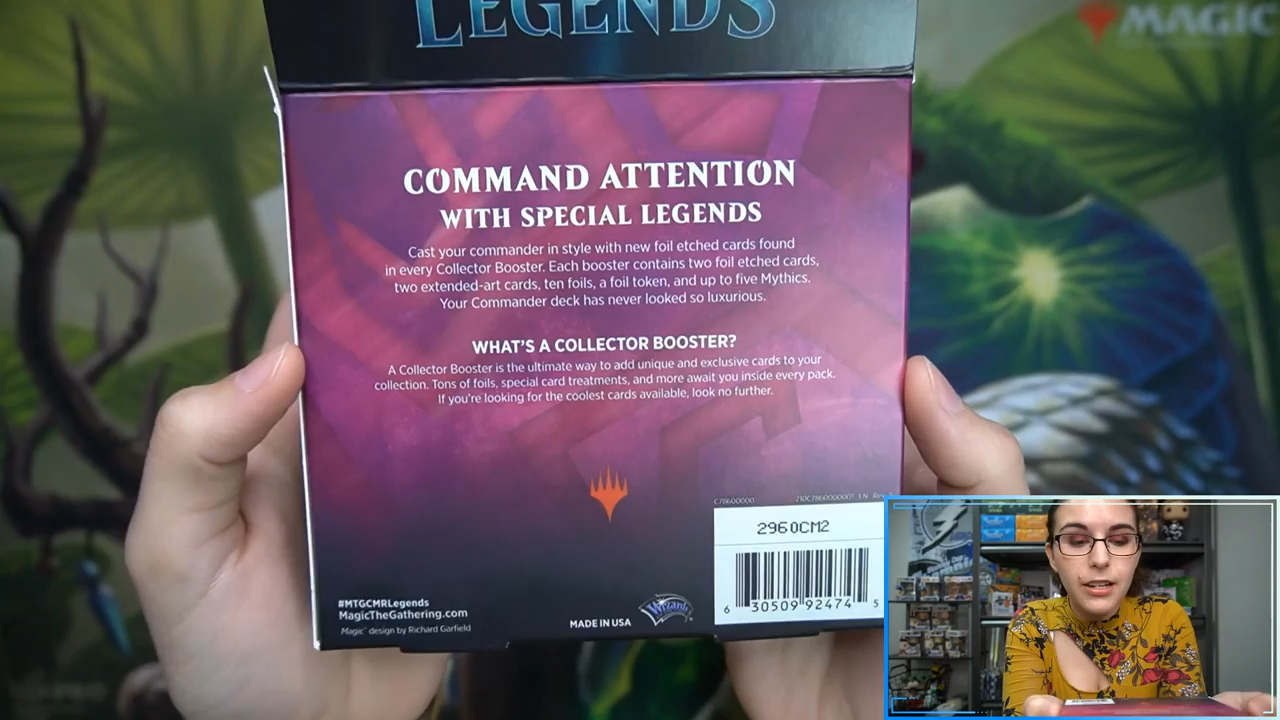 LEGENDS
MAGIC
COMMAND ATTENTION
WITH SPECIAL LEGENDS
Cast your commander in style with new foil etched cards found
in every Collector Booster. Each booster contains two foil etched cards,
two extended-art cards, ten foils, a foil token, and up to five Mythics.
Your Commander deck has never looked so luxurious.
WHAT'S A COLLECTOR BOOSTER?
A Collector Booster is the ultimate way to add unique and exclusive cards to your
collection. Tons of foils, special card treatments, and more await you inside every pack.
If you're looking for the coolest cards available, look no further.
C78600000
2960CM2
6 30509 92474 5
#MTGCMRLegends
MagicTheGathering.com
Magic™ design by Richard Garfield
MADE IN USA
Wizards